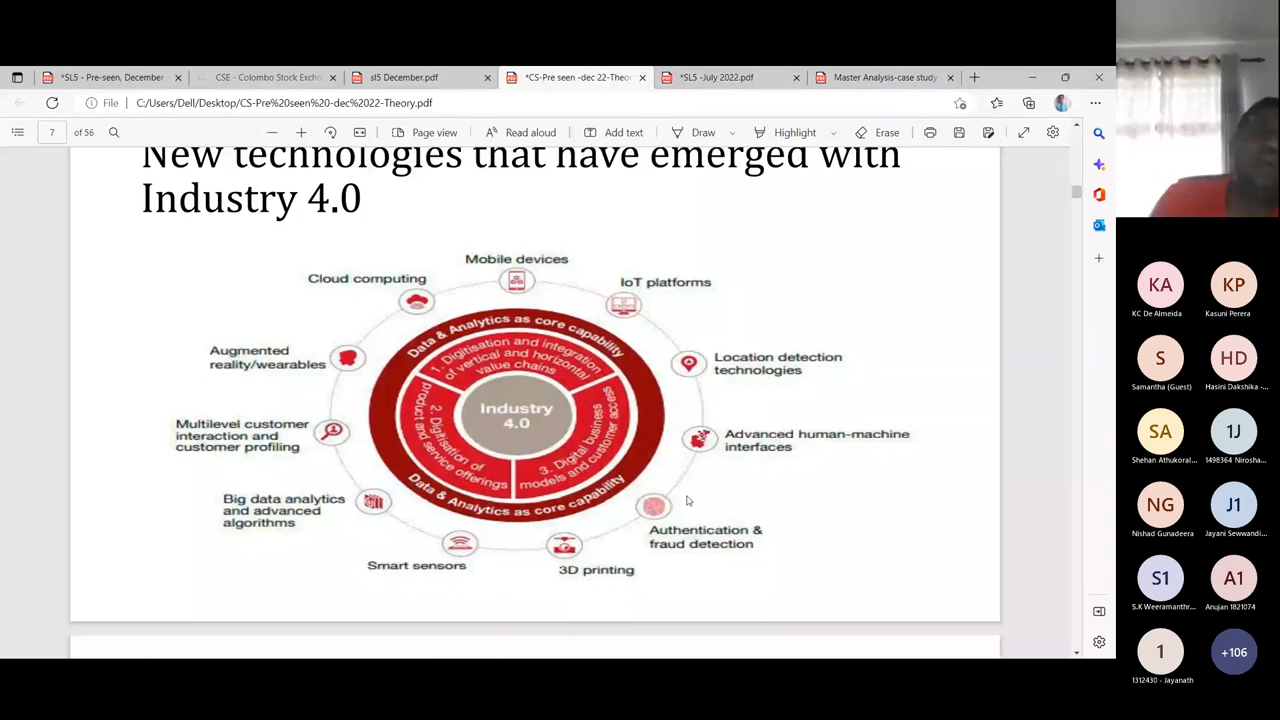 *SL5 - Pre-seen, December
CSE - Colombo Stock Excha
sl5 December.pdf
*CS-Pre seen -dec 22-Theor
*SL5 -July 2022.pdf
Master Analysis-case study
File
C:/Users/Dell/Desktop/CS-Pre%20seen%20-dec%2022-Theory.pdf
7 of 56
Page view
Read aloud
Add text
Draw
Highlight
Erase
New technologies that have emerged with
Industry 4.0
Mobile devices
Cloud computing
IoT platforms
Augmented
reality/wearables
Location detection
technologies
Multilevel customer
interaction and
customer profiling
Advanced human-machine
interfaces
Big data analytics
and advanced
algorithms
Authentication &
fraud detection
Smart sensors
3D printing
Data & Analytics as core capability
1. Digitisation and integration
of vertical and horizontal
value chains
2. Digitisation of
product and service offerings
3. Digital business
models and customer access
Industry
4.0
Data & Analytics as core capability
KA
KC De Almeida
KP
Kasuni Perera
S
Samantha (Guest)
HD
Hasini Dakshika -...
SA
Shehan Athukoral...
1J
1498364 Nirosha...
NG
Nishad Gunadeera
J1
Jayani Sewwandi...
S1
S.K Weeramanthr...
A1
Anujan 1821074
1
1312430 - Jayanath
+106